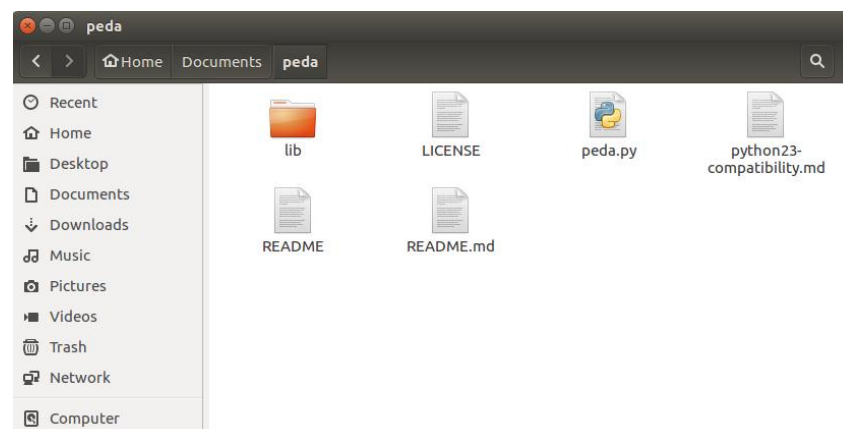 peda
Home Documents peda
Recent
Home
Desktop
Documents
Downloads
Music
Pictures
Videos
Trash
Network
Computer
lib LICENSE peda.py python23-
compatibility.md
README README.md